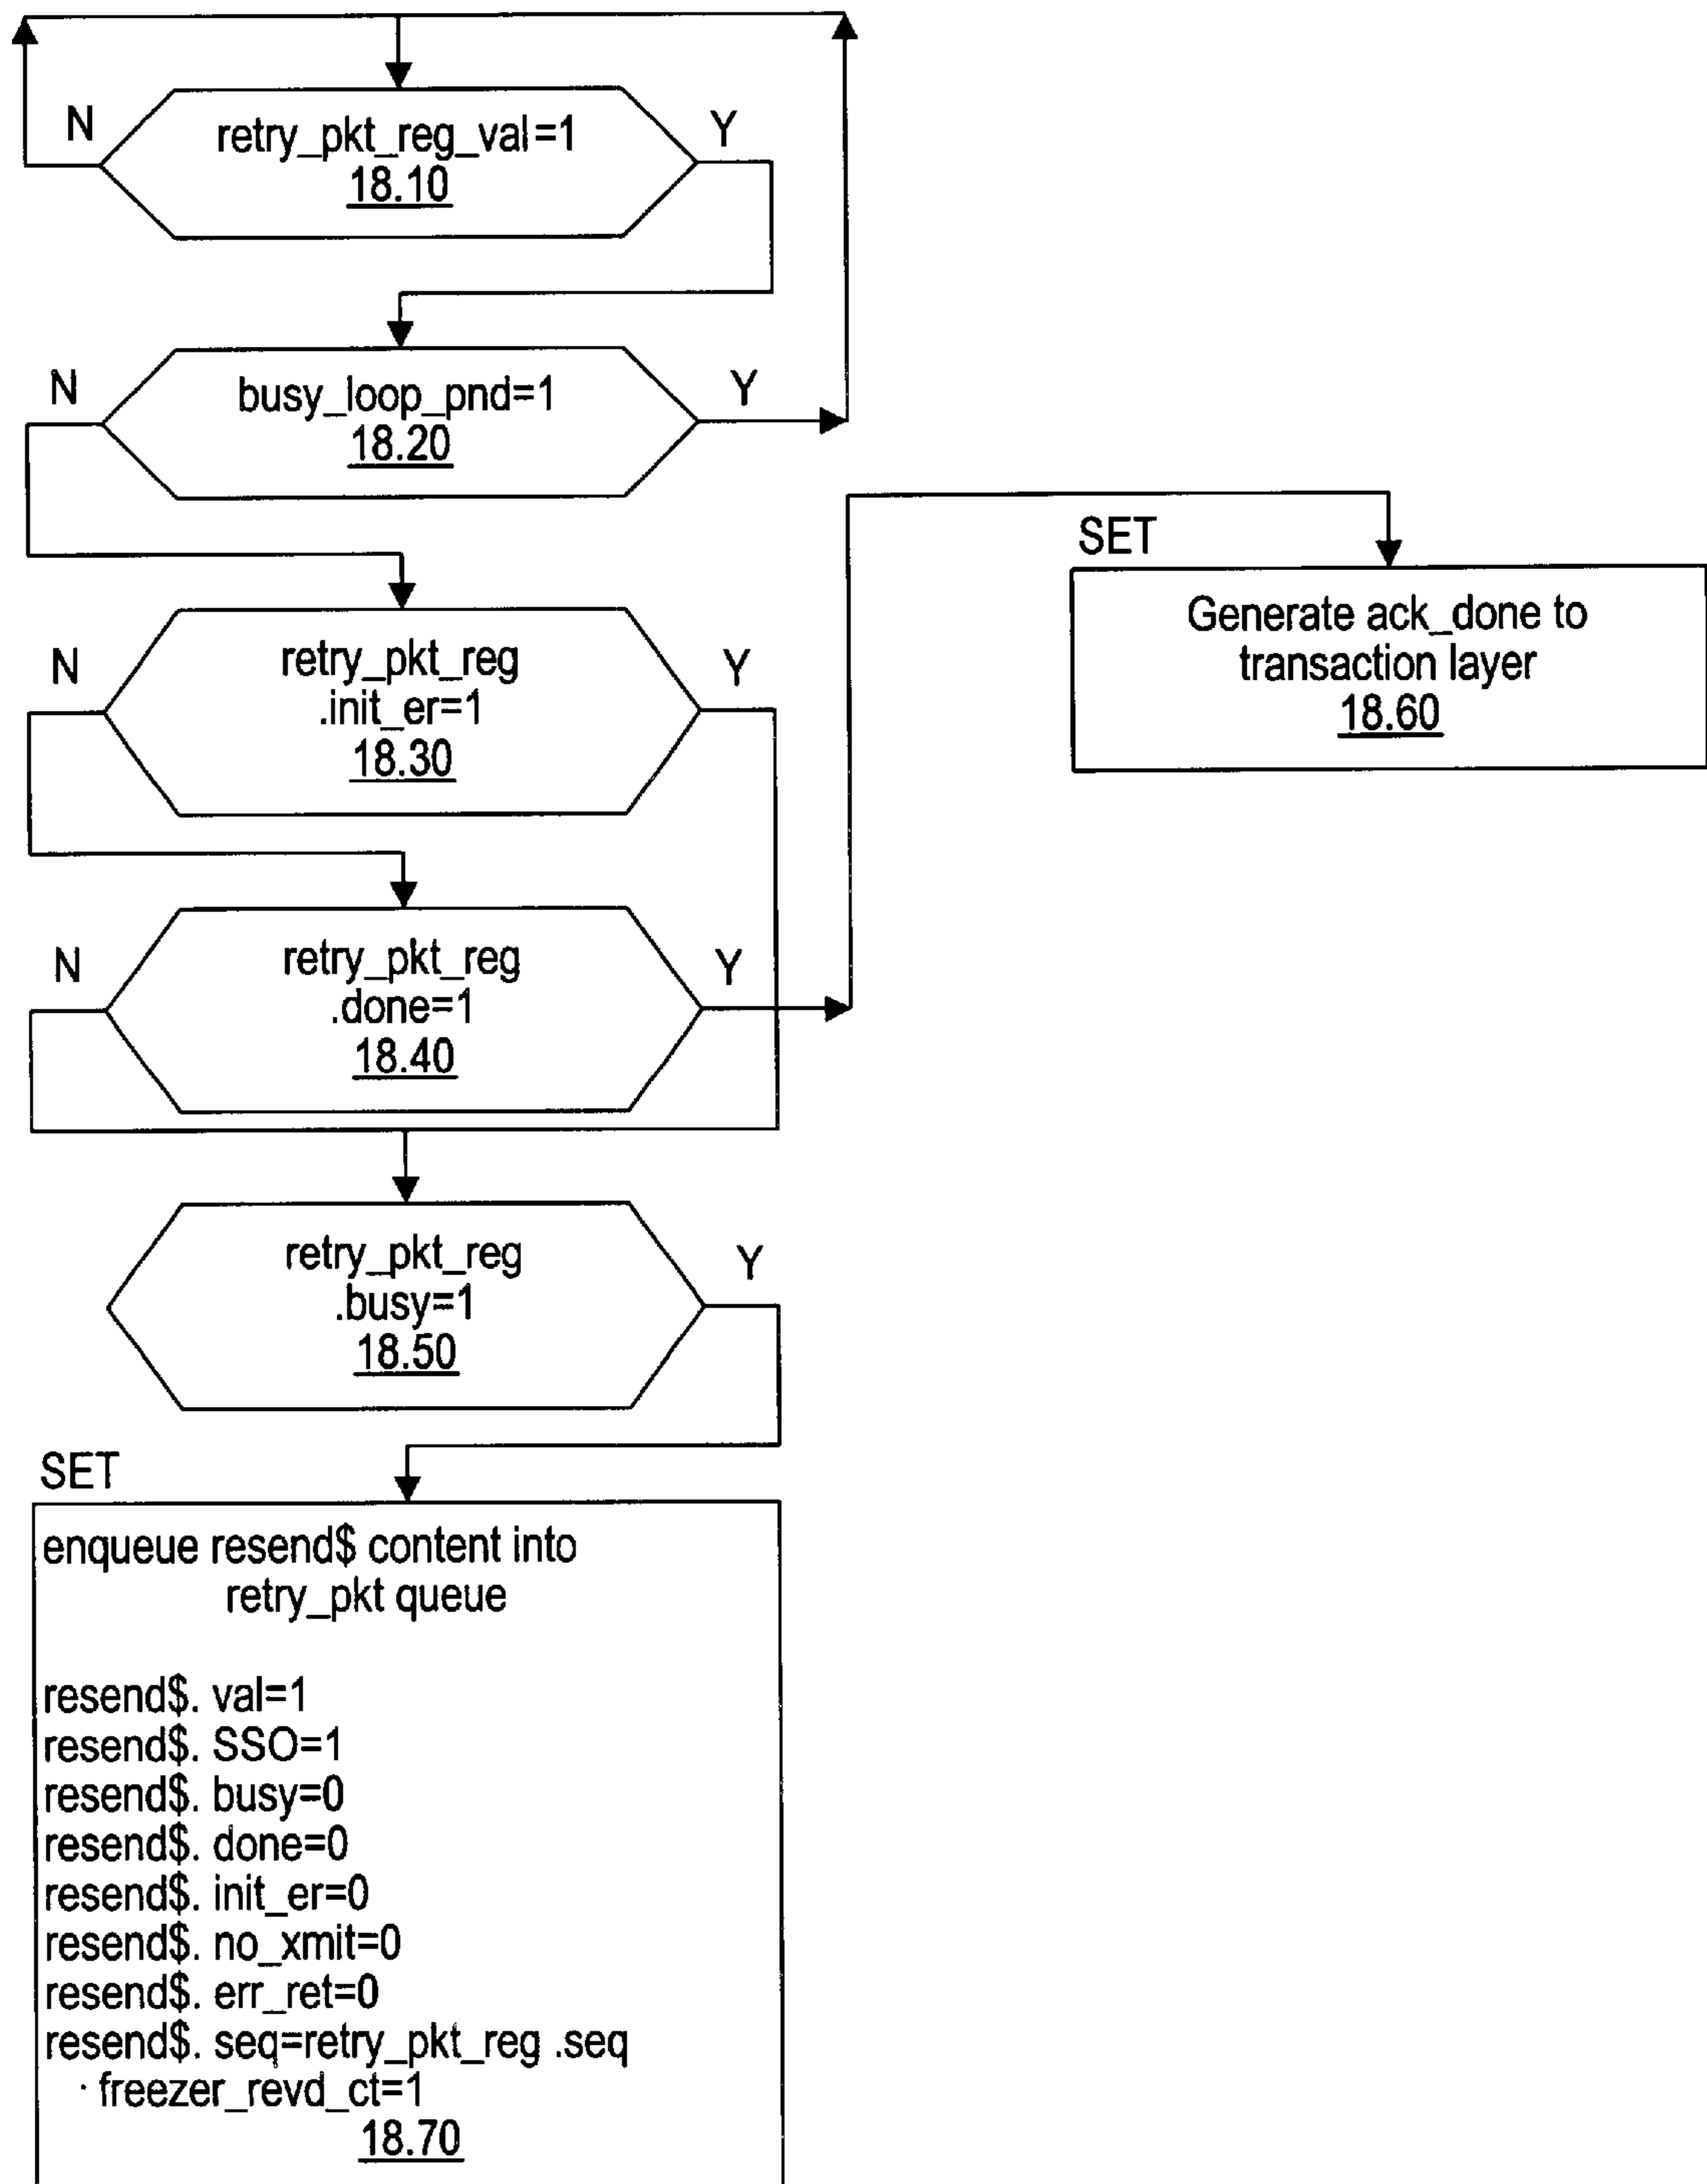 N
retry_pkt_reg_val=1
Y
18.10
N
busy_loop_pnd=1
Y
18.20
SET
N
retry_pkt_reg
Y
.init_er=1
18.30
Generate ack_done to
transaction layer
18.60
N
retry_pkt_reg
Y
.done=1
18.40
retry_pkt_reg
Y
.busy=1
18.50
SET
enqueue resend$ content into
retry_pkt queue
resend$. val=1
resend$. SSO=1
resend$. busy=0
resend$. done=0
resend$. init_er=0
resend$. no_xmit=0
resend$. err_ret=0
resend$. seq=retry_pkt_reg .seq
freezer_revd_ct=1
18.70